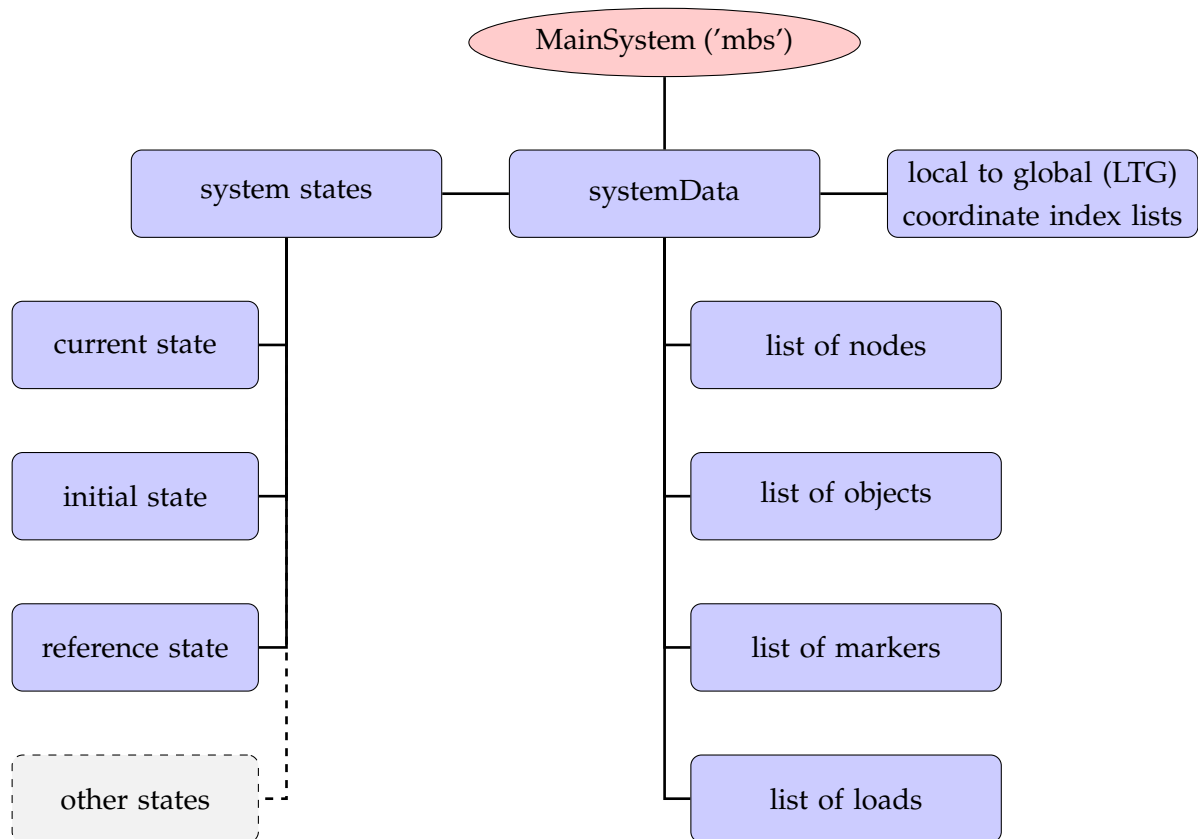 MainSystem (’mbs’)
system states
systemData
local to global (LTG)
coordinate index lists
current state
list of nodes
initial state
list of objects
reference state
list of markers
other states
list of loads